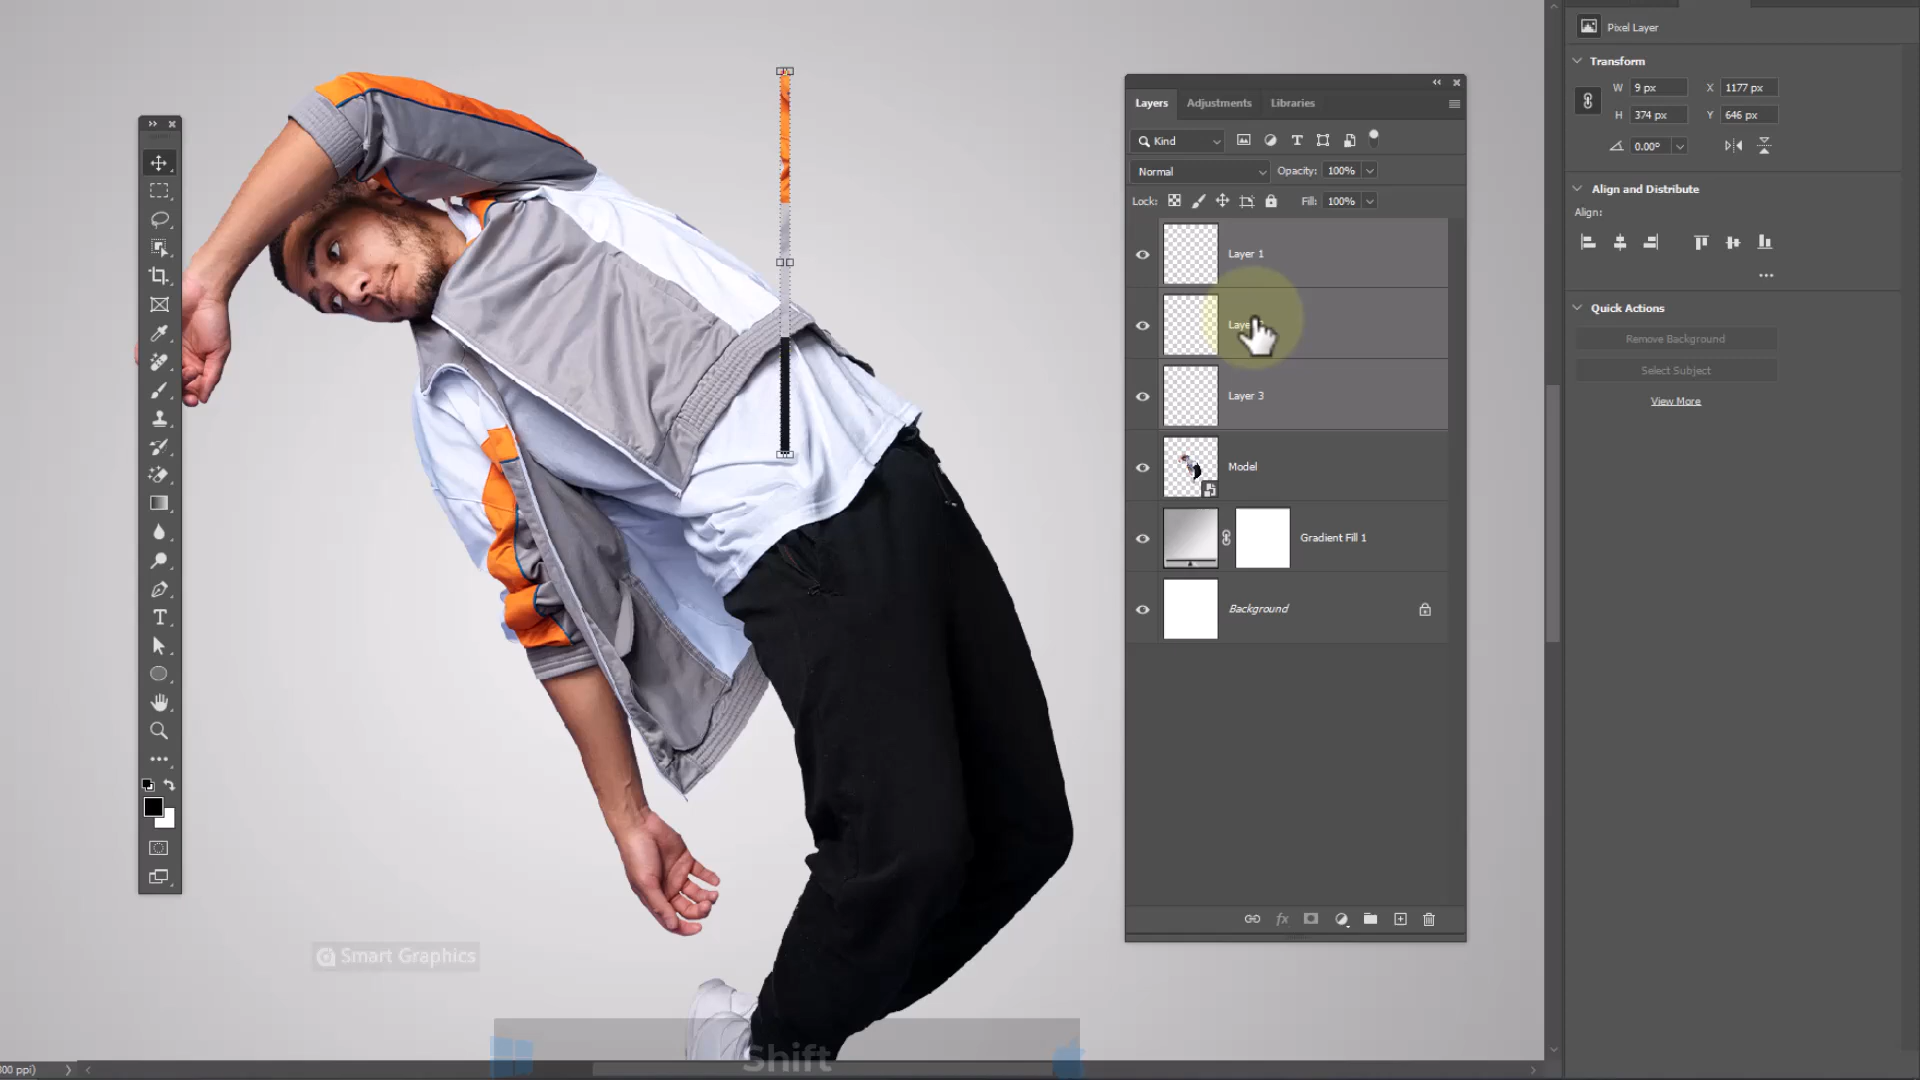 Pixel Layer
Transform
W 9 px X 1177 px
H 374 px Y 646 px
0.00°
Align and Distribute
Align:
Quick Actions
Remove Background
Select Subject
View More
Layers Adjustments Libraries
Kind
Normal Opacity: 100%
Lock: Fill: 100%
Layer 1
Layer 3
Model
Gradient Fill 1
Background
Smart Graphics
Shift
ppi)